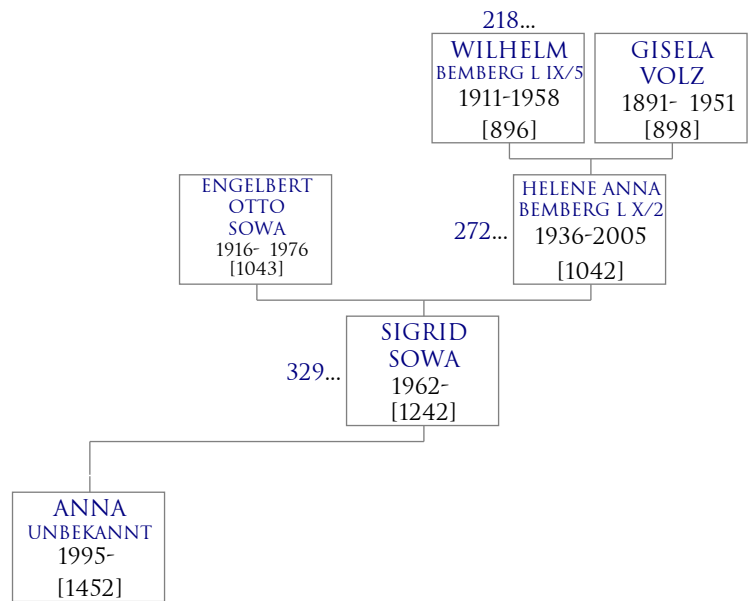 218...
WILHELM
BEMBERG L IX/5
1911-1958
[896]
GISELA
VOLZ
1891- 1951
[898]
ENGELBERT
OTTO
SOWA
1916- 1976
[1043]
272...
HELENE ANNA
BEMBERG L X/2
1936-2005
[1042]
329...
SIGRID
SOWA
1962-
[1242]
ANNA
UNBEKANNT
1995-
[1452]